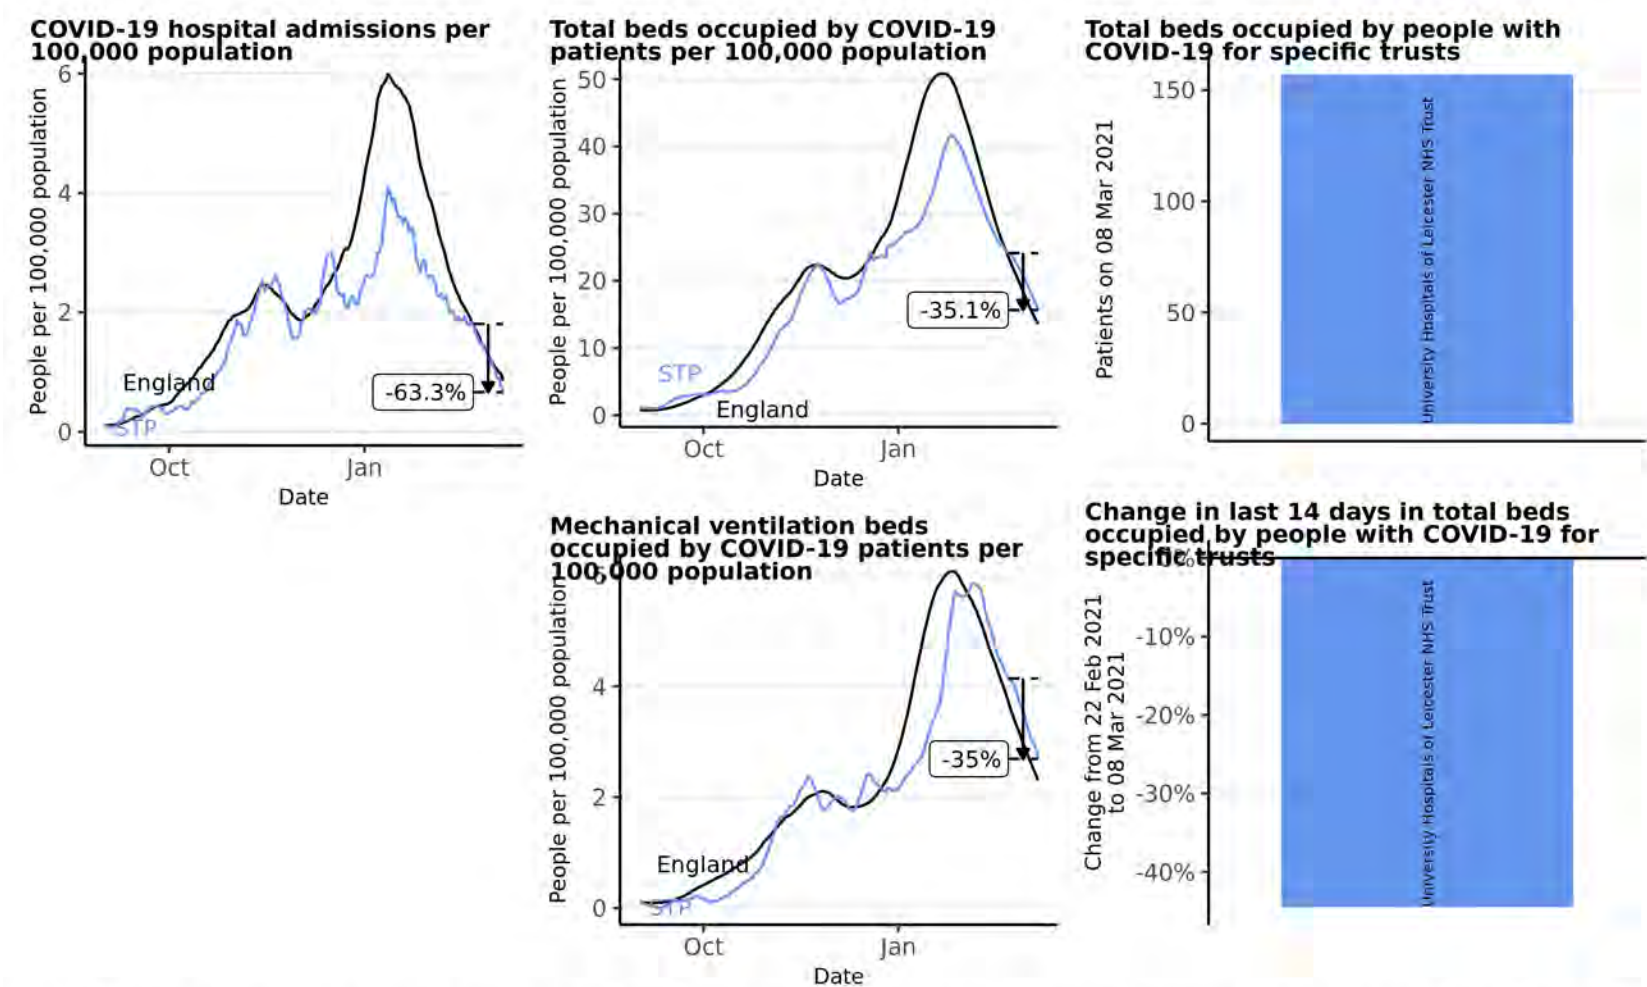 COVID-19 hospital admissions per
100,000 population
People per 100,000 population
6
4
2
0
England
STP
-63.3%
Oct
Jan
Date
Total beds occupied by COVID-19
patients per 100,000 population
People per 100,000 population
50
40
30
20
10
0
STP
England
-35.1%
Oct
Jan
Date
Total beds occupied by people with
COVID-19 for specific trusts
Patients on 08 Mar 2021
150
100
50
0
University Hospitals of Leicester NHS Trust
Mechanical ventilation beds
occupied by COVID-19 patients per
100,000 population
People per 100,000 population
6
4
2
0
England
STP
-35%
Oct
Jan
Date
Change in last 14 days in total beds
occupied by people with COVID-19 for
specific trusts
Change from 22 Feb 2021
to 08 Mar 2021
0%
-10%
-20%
-30%
-40%
University Hospitals of Leicester NHS Trust